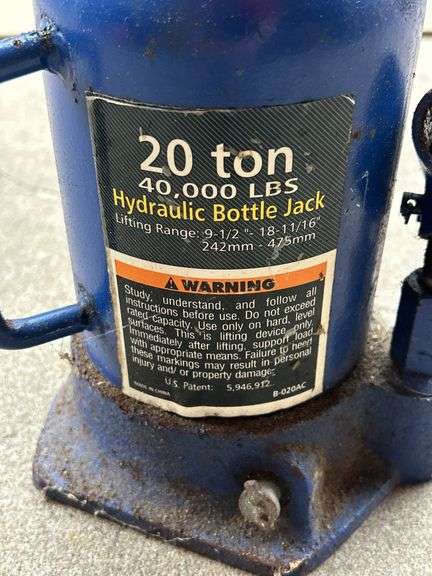 20 ton
40,000 LBS
Hydraulic Bottle Jack
Lifting Range: 9-1/2 "- 18-11/16"
242mm - 475mm
WARNING
Study, understand, and follow all
instructions before use. Do not exceed
rated capacity. Use only on hard, level
surfaces. This is lifting device only.
Immediately after lifting, support load
with appropriate means. Failure to heed
these markings may result in personal
injury and/ or property damage.
U.S. Patent: 5,946,912.
MADE IN CHINA
B-020AC